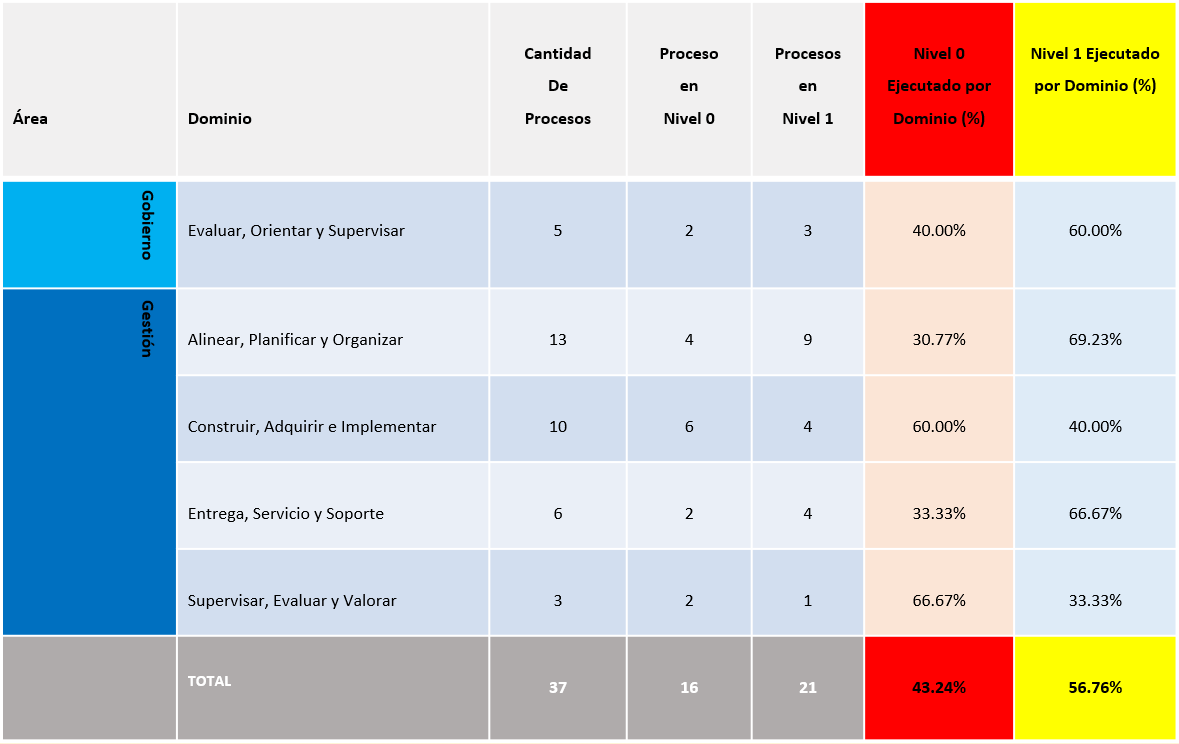 Área
Dominio
Cantidad
De
Procesos
Proceso
en
Nivel 0
Procesos
en
Nivel 1
Nivel 0
Ejecutado por
Dominio (%)
Nivel 1 Ejecutado
por Dominio (%)
Gobierno
Evaluar, Orientar y Supervisar 5 2 3 40.00% 60.00%
Gestión
Alinear, Planificar y Organizar 13 4 9 30.77% 69.23%
Construir, Adquirir e Implementar 10 6 4 60.00% 40.00%
Entrega, Servicio y Soporte 6 2 4 33.33% 66.67%
Supervisar, Evaluar y Valorar 3 2 1 66.67% 33.33%
TOTAL 37 16 21 43.24% 56.76%